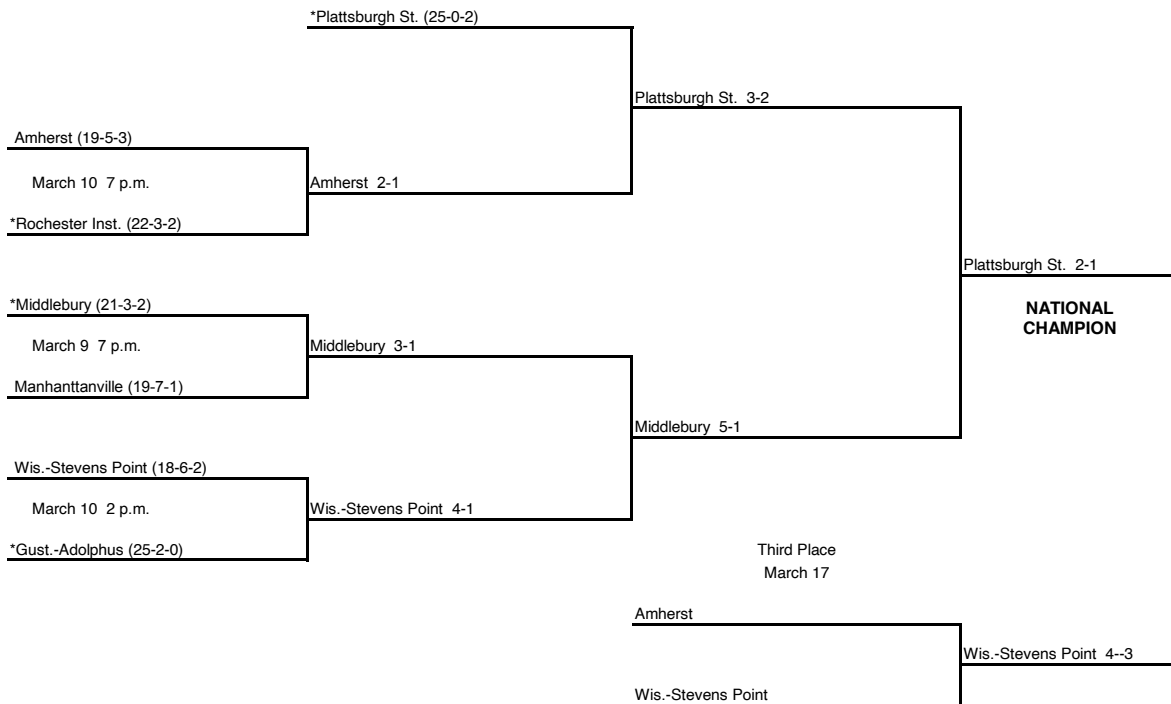 *Plattsburgh St. (25-0-2)
Plattsburgh St. 3-2
Amherst (19-5-3)
March 10 7 p.m.
Amherst 2-1
*Rochester Inst. (22-3-2)
Plattsburgh St. 2-1
*Middlebury (21-3-2)
NATIONAL
CHAMPION
March 9 7 p.m.
Middlebury 3-1
Manhanttanville (19-7-1)
Middlebury 5-1
Wis.-Stevens Point (18-6-2)
March 10 2 p.m.
Wis.-Stevens Point 4-1
*Gust.-Adolphus (25-2-0)
Third Place
March 17
Amherst
Wis.-Stevens Point 4--3
Wis.-Stevens Point